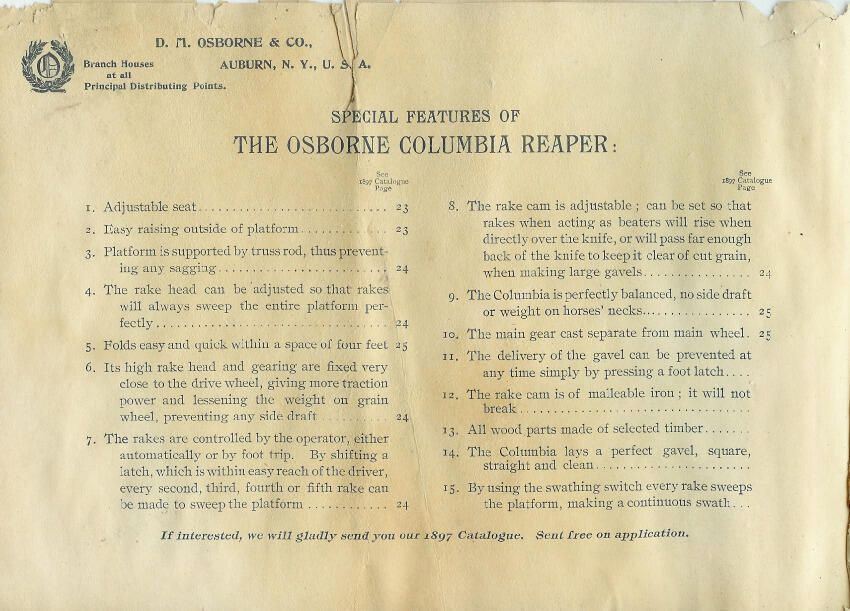 D. M. OSBORNE & CO.,
AUBURN, N. Y., U. S. A.
Branch Houses
at all
Principal Distributing Points.
SPECIAL FEATURES OF
THE OSBORNE COLUMBIA REAPER:
See
1897 Catalogue
Page
1. Adjustable seat............................ 23
2. Easy raising outside of platform............. 23
3. Platform is supported by truss rod, thus prevent-
ing any sagging......................... 24
4. The rake head can be adjusted so that rakes
will always sweep the entire platform per-
fectly................................... 24
5. Folds easy and quick within a space of four feet 25
6. Its high rake head and gearing are fixed very
close to the drive wheel, giving more traction
power and lessening the weight on grain
wheel, preventing any side draft .......... 24
7. The rakes are controlled by the operator, either
automatically or by foot trip. By shifting a
latch, which is within easy reach of the driver,
every second, third, fourth or fifth rake can
be made to sweep the platform ............ 24
See
1897 Catalogue
Page
8. The rake cam is adjustable; can be set so that
rakes when acting as beaters will rise when
directly over the knife, or will pass far enough
back of the knife to keep it clear of cut grain,
when making large gavels................ 24
9. The Columbia is perfectly balanced, no side draft
or weight on horses' necks................ 25
10. The main gear cast separate from main wheel. 25
11. The delivery of the gavel can be prevented at
any time simply by pressing a foot latch....
12. The rake cam is of malleable iron; it will not
break..................................
13. All wood parts made of selected timber.......
14. The Columbia lays a perfect gavel, square,
straight and clean.......................
15. By using the swathing switch every rake sweeps
the platform, making a continuous swath...
If interested, we will gladly send you our 1897 Catalogue. Sent free on application.